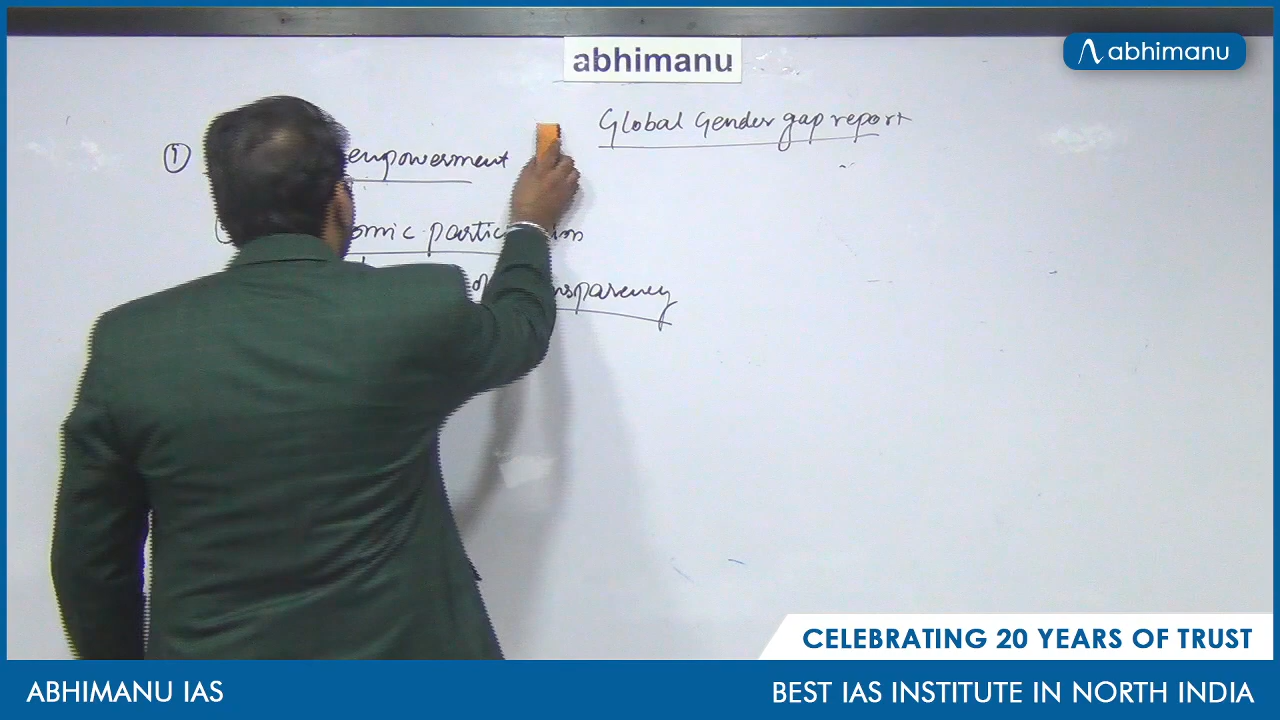 abhimanu
abhimanu
Global Gender gap report
① empowerment
omic partic
nsparency
CELEBRATING 20 YEARS OF TRUST
ABHIMANU IAS
BEST IAS INSTITUTE IN NORTH INDIA